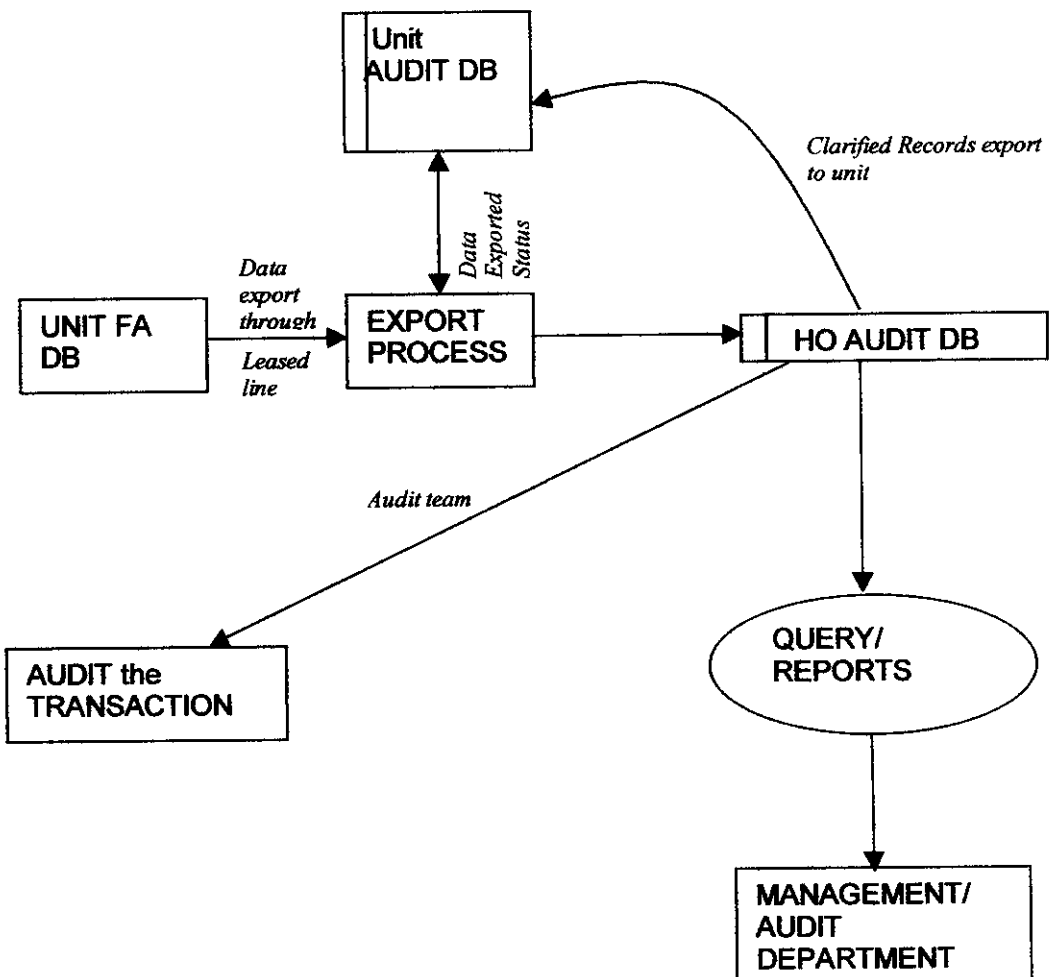 Unit
AUDIT DB
Clarified Records export
to unit
Data
Exported
Status
Data
export
through
Leased
line
UNIT FA
DB
EXPORT
PROCESS
HO AUDIT DB
Audit team
AUDIT the
TRANSACTION
QUERY/
REPORTS
MANAGEMENT/
AUDIT
DEPARTMENT